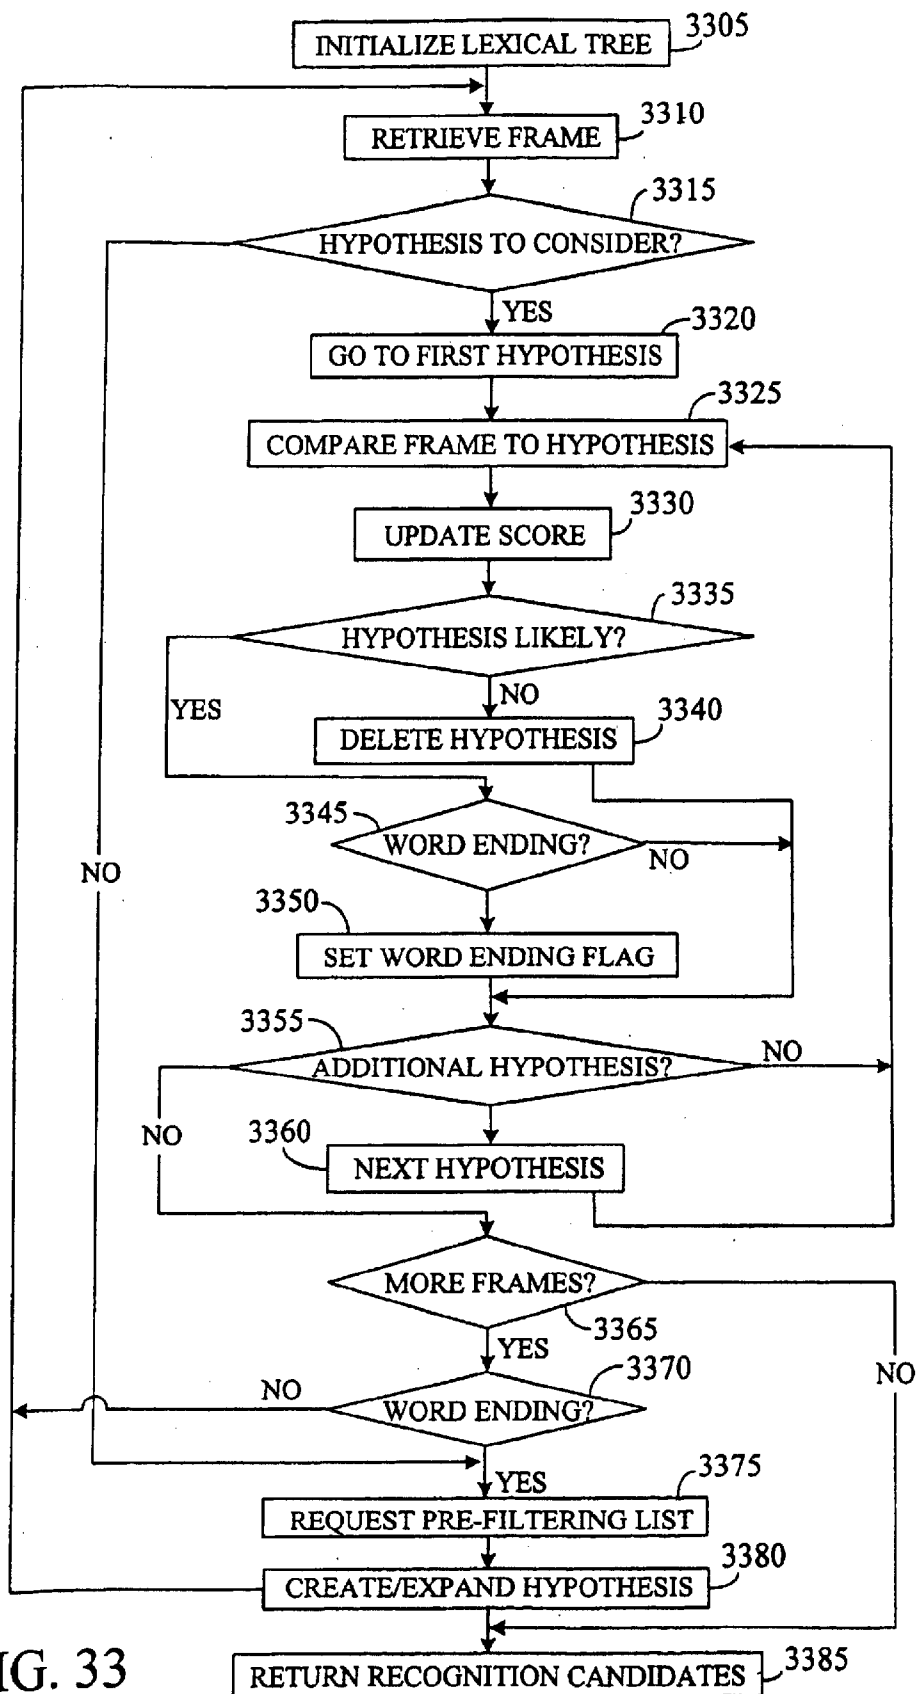 3305
INITIALIZE LEXICAL TREE
3310
RETRIEVE FRAME
3315
HYPOTHESIS TO CONSIDER?
YES
3320
GO TO FIRST HYPOTHESIS
3325
COMPARE FRAME TO HYPOTHESIS
3330
UPDATE SCORE
3335
HYPOTHESIS LIKELY?
NO
YES
3340
DELETE HYPOTHESIS
3345
WORD ENDING?
NO
NO
3350
SET WORD ENDING FLAG
3355
ADDITIONAL HYPOTHESIS?
NO
NO
3360
NEXT HYPOTHESIS
MORE FRAMES?
3365
YES
NO
3370
NO
WORD ENDING?
3375
YES
REQUEST PRE-FILTERING LIST
3380
CREATE/EXPAND HYPOTHESIS
IG. 33
3385
RETURN RECOGNITION CANDIDATES